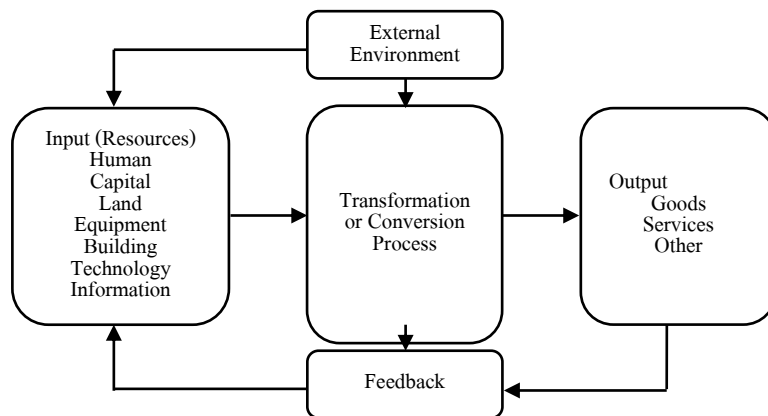 External
Environment
Input (Resources)
Human
Capital
Land
Equipment
Building
Technology
Information
Transformation
or Conversion
Process
Output
Goods
Services
Other
Feedback